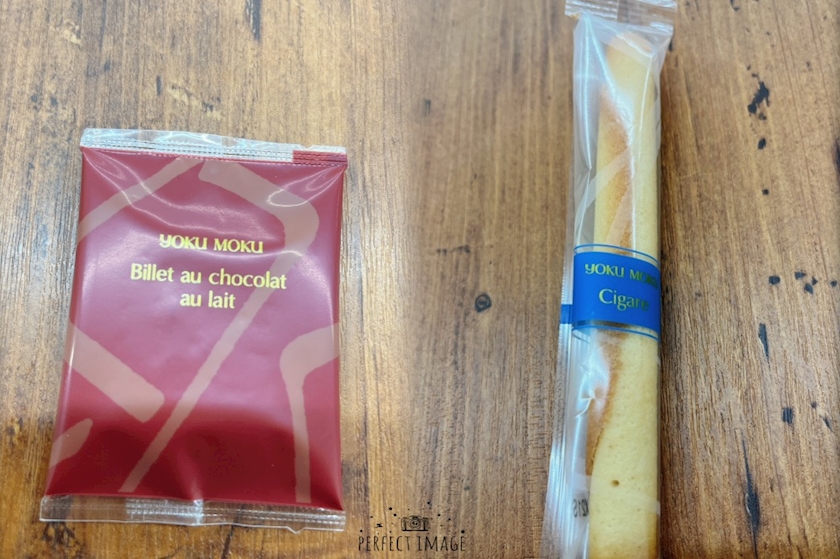 YOKU MOKU
Billet au chocolat
au lait
YOKU MOKU
Cigare
PERFECT IMAGE